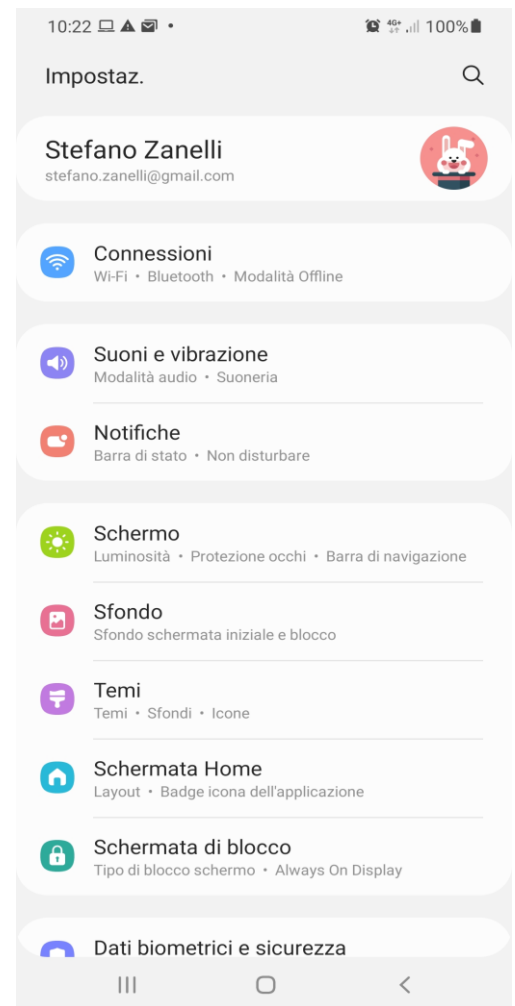 10:22 4G+ 100%
Impostaz.
Stefano Zanelli
stefano.zanelli@gmail.com
Connessioni
Wi-Fi • Bluetooth • Modalità Offline
Suoni e vibrazione
Modalità audio • Suoneria
Notifiche
Barra di stato • Non disturbare
Schermo
Luminosità • Protezione occhi • Barra di navigazione
Sfondo
Sfondo schermata iniziale e blocco
Temi
Temi • Sfondi • Icone
Schermata Home
Layout • Badge icona dell'applicazione
Schermata di blocco
Tipo di blocco schermo • Always On Display
Dati biometrici e sicurezza